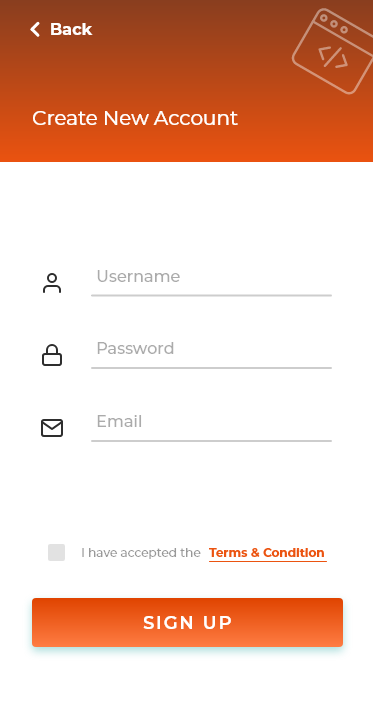 Back
Create New Account
Username
Password
Email
I have accepted the Terms & Condition
SIGN UP